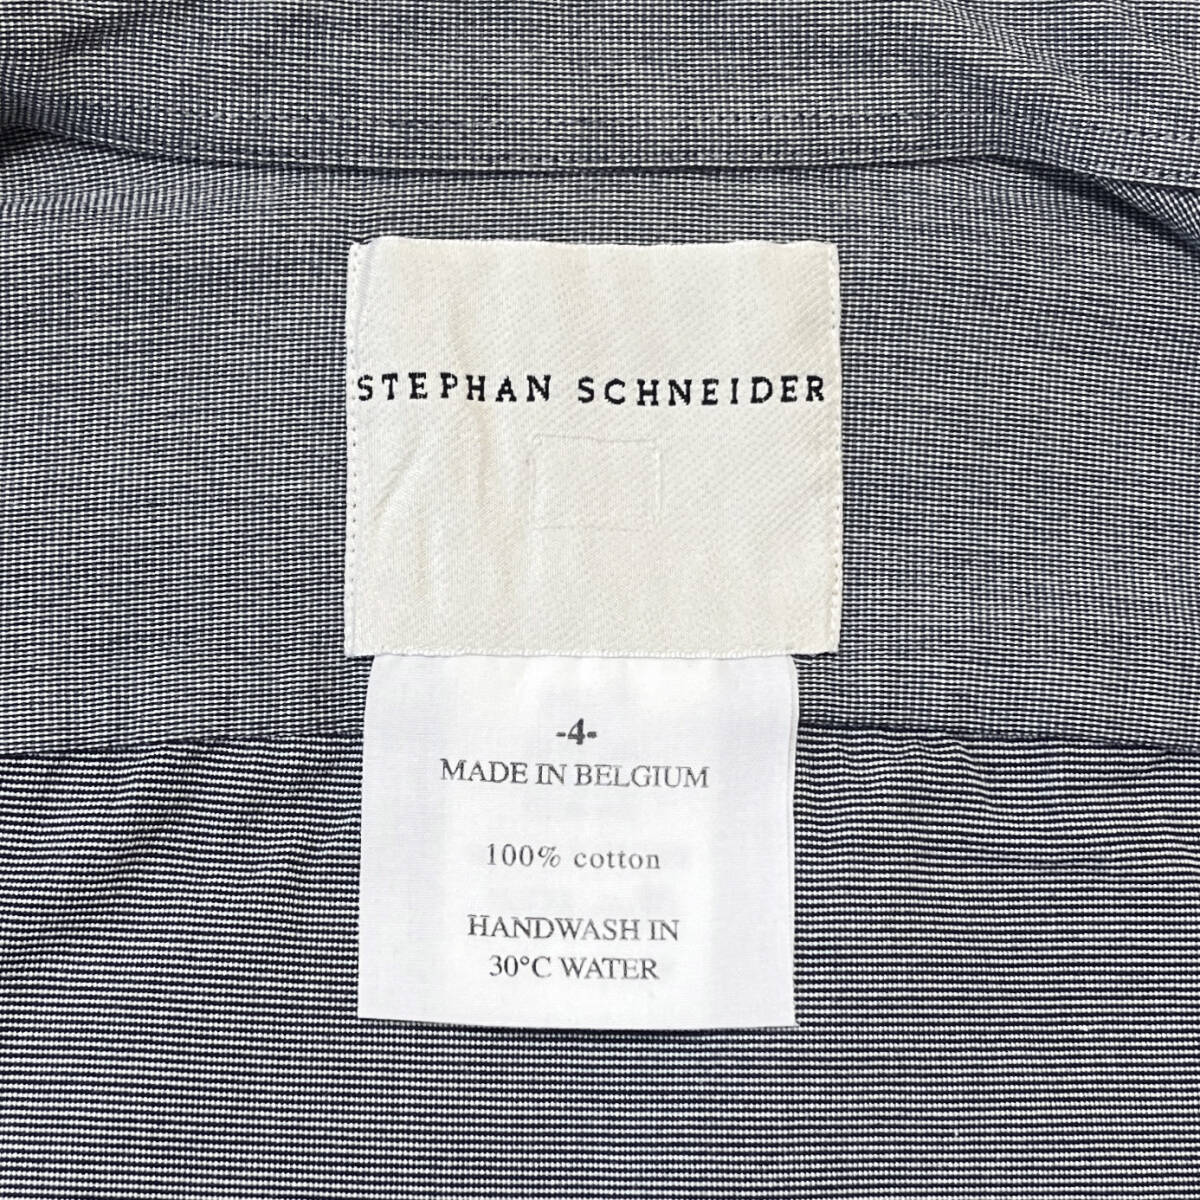 STEPHAN SCHNEIDER
-4-
MADE IN BELGIUM
100% cotton
HANDWASH IN
30°C WATER